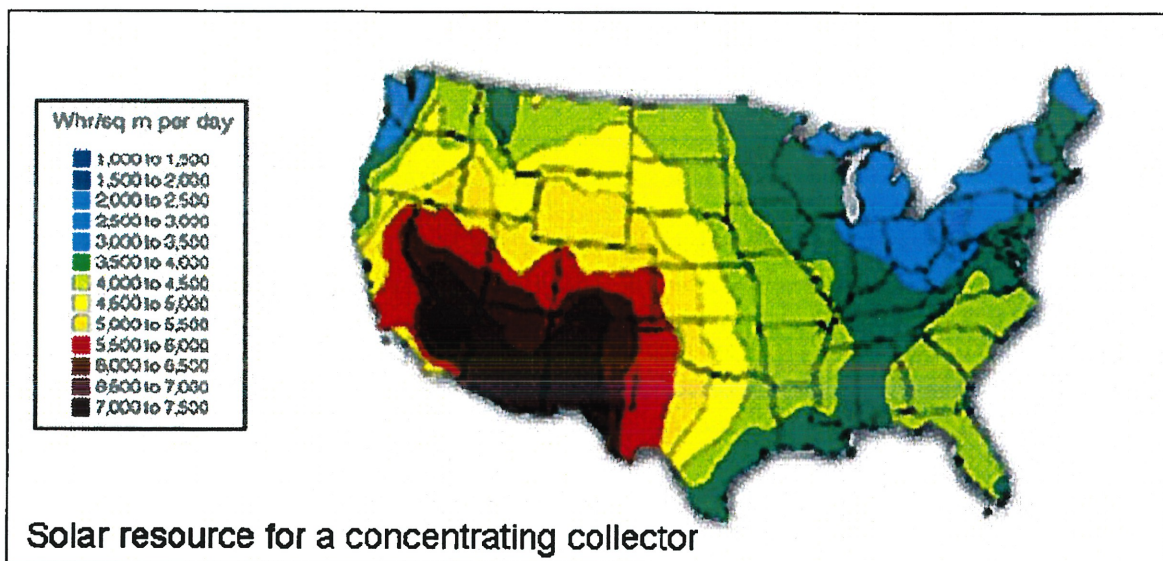 Whr/sq m per day
1,000 to 1,500
1,500 to 2,000
2,000 to 2,500
2,500 to 3,000
3,000 to 3,500
3,500 to 4,000
4,000 to 4,500
4,500 to 5,000
5,000 to 5,500
5,500 to 6,000
6,000 to 6,500
6,500 to 7,000
7,000 to 7,500
Solar resource for a concentrating collector